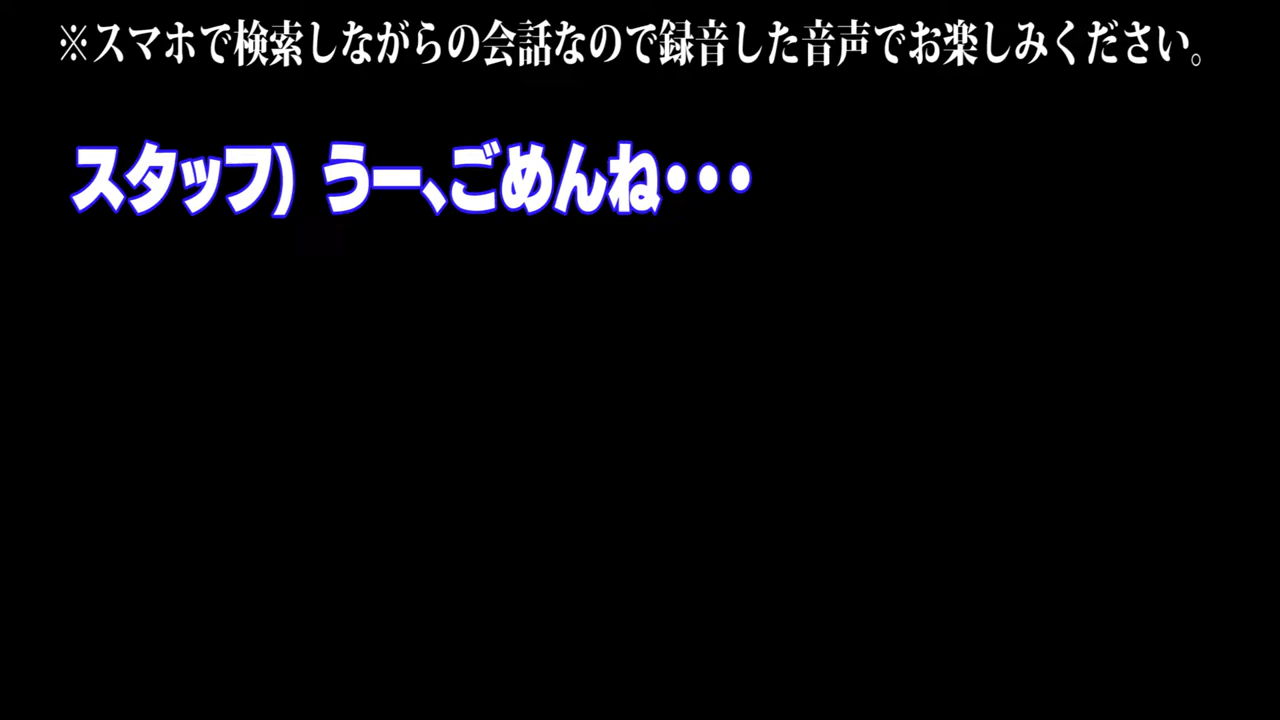 ※スマホで検索しながらの会話なので録音した音声でお楽しみください。
スタッフ) うー、ごめんね・・・